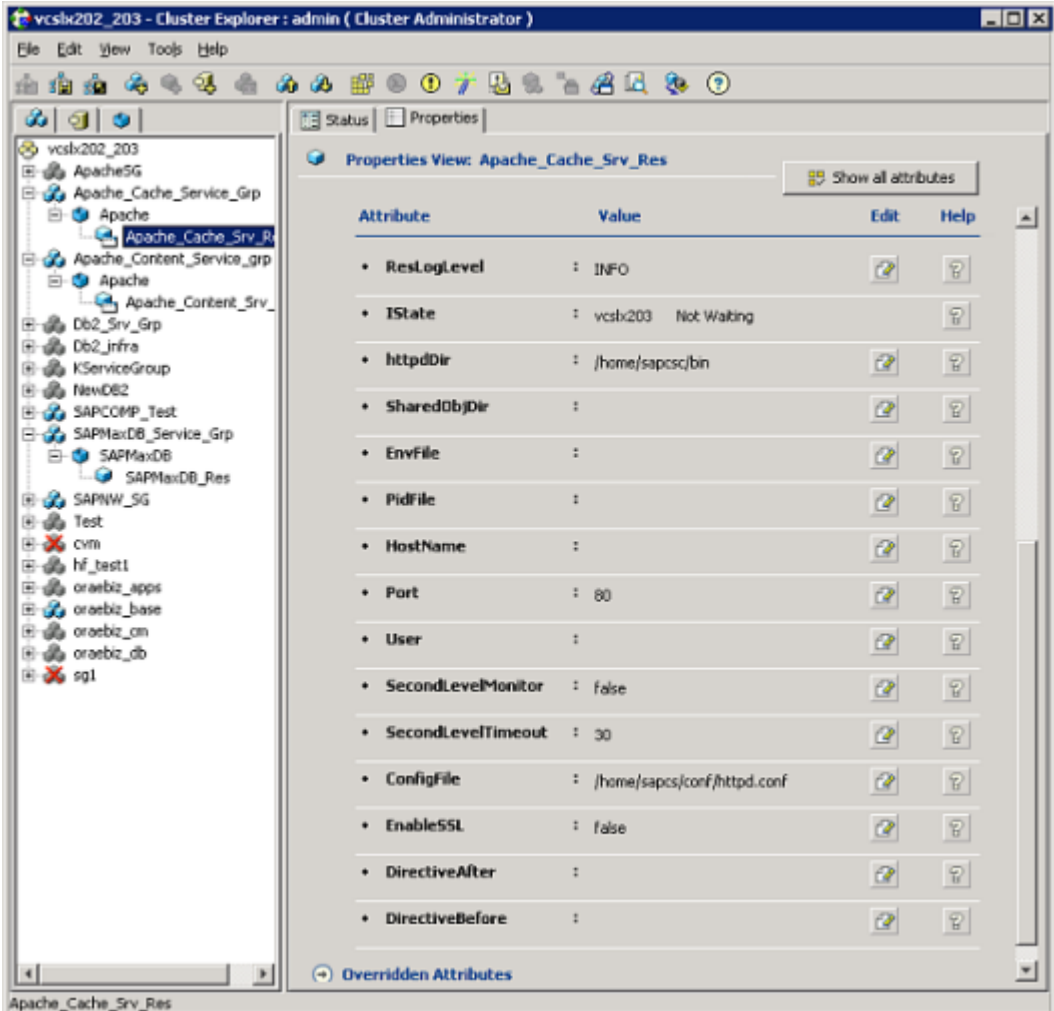 vcslx202_203 - Cluster Explorer : admin ( Cluster Administrator )
File Edit View Tools Help
Status Properties
vcslx202_203
ApacheSG
Apache_Cache_Service_Grp
Apache
Apache_Cache_Srv_R
Apache_Content_Service_grp
Apache
Apache_Content_Srv_
Db2_Srv_Grp
Db2_infra
KServiceGroup
NewDB2
SAPCOMP_Test
SAPMaxDB_Service_Grp
SAPMaxDB
SAPMaxDB_Res
SAPNW_SG
Test
cvm
hf_test1
oraebiz_apps
oraebiz_base
oraebiz_cm
oraebiz_db
sg1
Properties View: Apache_Cache_Srv_Res
Show all attributes
Attribute Value Edit Help
• ResLogLevel : INFO
• IState : vcslx203 Not Waiting
• httpdDir : /home/sapcsc/bin
• SharedObjDir :
• EnvFile :
• PidFile :
• HostName :
• Port : 80
• User :
• SecondLevelMonitor : false
• SecondLevelTimeout : 30
• ConfigFile : /home/sapcs/conf/httpd.conf
• EnableSSL : false
• DirectiveAfter :
• DirectiveBefore :
Overridden Attributes
Apache_Cache_Srv_Res